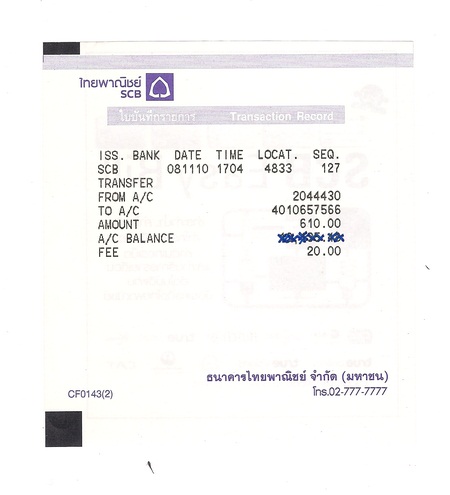 ไทยพาณิชย์
SCB
ใบบันทึกรายการ Transaction Record
ISS. BANK DATE TIME LOCAT. SEQ.
SCB 081110 1704 4833 127
TRANSFER
FROM A/C 2044430
TO A/C 4010657566
AMOUNT 610.00
A/C BALANCE
FEE 20.00
ธนาคารไทยพาณิชย์ จำกัด (มหาชน)
CF0143(2) โทร.02-777-7777